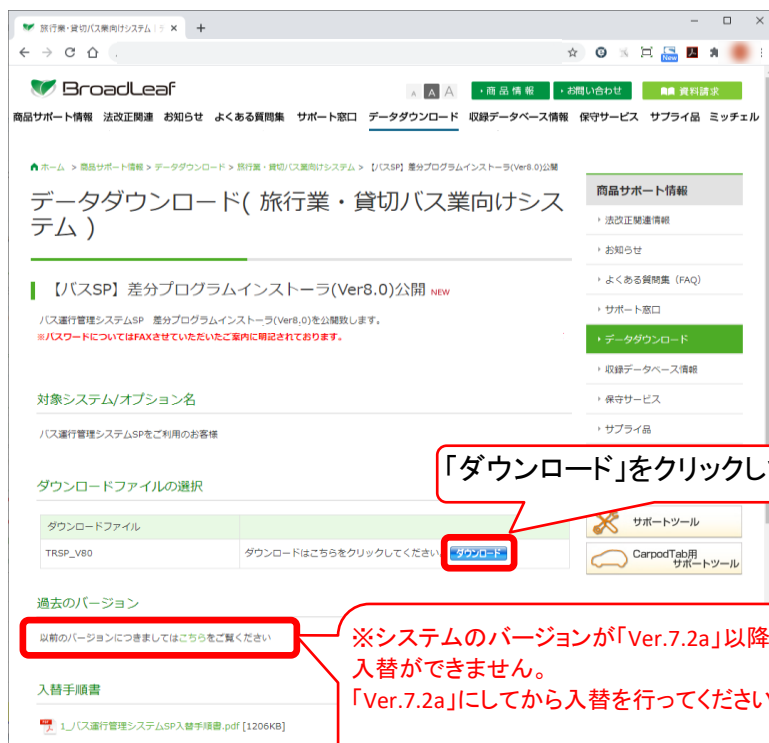 旅行業・貸切バス業向けシステム｜デ × +
BroadLeaf
A A A
・商品情報
・お問い合わせ
資料請求
New
商品サポート情報 法改正関連 お知らせ よくある質問集 サポート窓口 データダウンロード 収録データベース情報 保守サービス サプライ品 ミッチェル
ホーム > 商品サポート情報 > データダウンロード > 旅行業・貸切バス業向けシステム > 【バスSP】差分プログラムインストーラ(Ver8.0)公開
データダウンロード( 旅行業・貸切バス業向けシス
テム )
【バスSP】差分プログラムインストーラ(Ver8.0)公開 NEW
バス運行管理システムSP 差分プログラムインストーラ(Ver8.0)を公開致します。
※パスワードについてはFAXさせていただいたご案内に明記されております。
対象システム/オプション名
バス運行管理システムSPをご利用のお客様
ダウンロードファイルの選択
ダウンロードファイル
TRSP_V80 ダウンロードはこちらをクリックしてください。 ダウンロード
過去のバージョン
以前のバージョンにつきましてはこちらをご覧ください
入替手順書
1_バス運行管理システムSP入替手順書.pdf [1206KB]
商品サポート情報
法改正関連情報
お知らせ
よくある質問集（FAQ）
サポート窓口
データダウンロード
収録データベース情報
保守サービス
サプライ品
「ダウンロード」をクリックし
サポートツール
CarpodTab用
サポートツール
※システムのバージョンが「Ver.7.2a」以降
入替ができません。
「Ver.7.2a」にしてから入替を行ってください